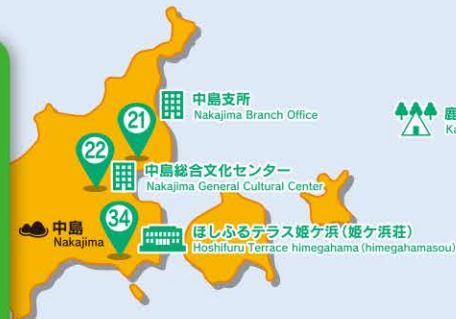 21
中島支所
Nakajima Branch Office
22
中島総合文化センター
Nakajima General Cultural Center
中島
Nakajima
34
ほしふるテラス姫ケ浜(姫ケ浜荘)
Hoshifuru Terrace himegahama (himegahamasou)
鹿
Ka